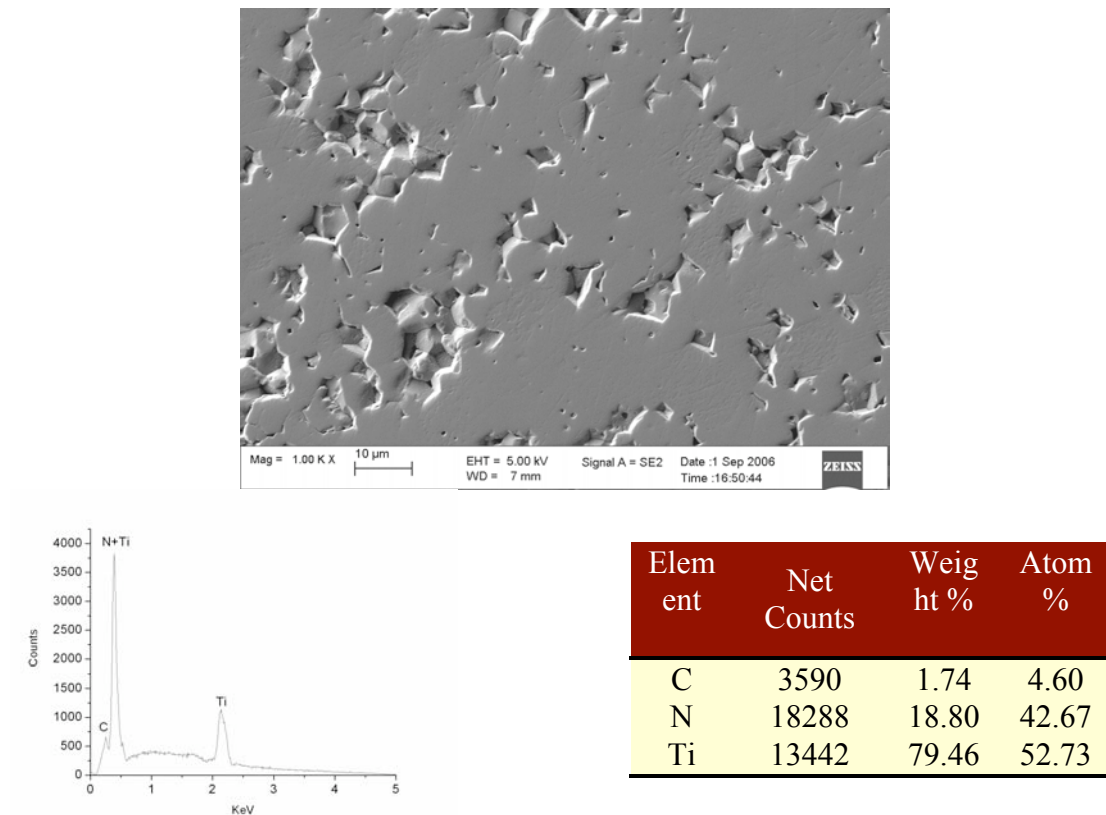 Mag = 1.00 K X
10 µm
EHT = 5.00 kV
WD = 7 mm
Signal A = SE2
Date :1 Sep 2006
Time :16:50:44
ZEISS
N+Ti
C
Ti
Counts
4000
3500
3000
2500
2000
1500
1000
500
0
0 1 2 3 4 5
KeV
Elem
ent
Net
Counts
Weig
ht %
Atom
%
C 3590 1.74 4.60
N 18288 18.80 42.67
Ti 13442 79.46 52.73